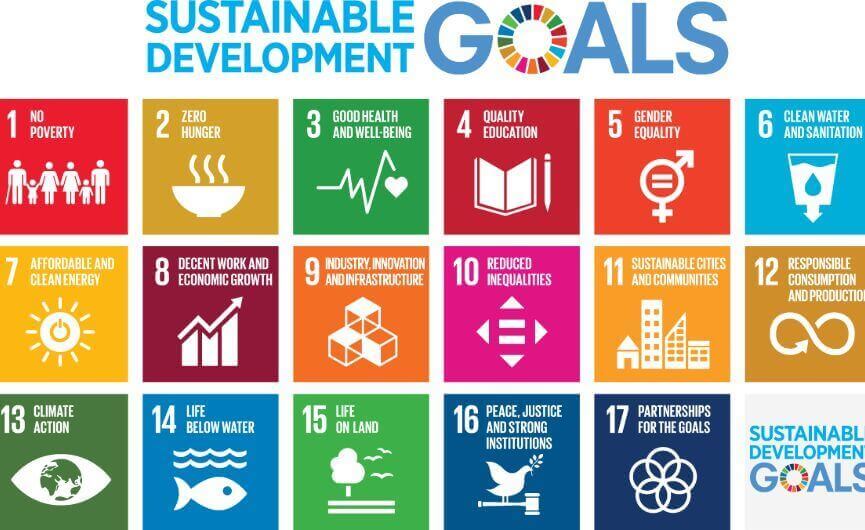 SUSTAINABLE
DEVELOPMENT
GOALS
1 NO
POVERTY
2 ZERO
HUNGER
3 GOOD HEALTH
AND WELL-BEING
4 QUALITY
EDUCATION
5 GENDER
EQUALITY
6 CLEAN WATER
AND SANITATION
7 AFFORDABLE AND
CLEAN ENERGY
8 DECENT WORK AND
ECONOMIC GROWTH
9 INDUSTRY, INNOVATION
AND INFRASTRUCTURE
10 REDUCED
INEQUALITIES
11 SUSTAINABLE CITIES
AND COMMUNITIES
12 RESPONSIBLE
CONSUMPTION
AND PRODUCTION
13 CLIMATE
ACTION
14 LIFE
BELOW WATER
15 LIFE
ON LAND
16 PEACE, JUSTICE
AND STRONG
INSTITUTIONS
17 PARTNERSHIPS
FOR THE GOALS
SUSTAINABLE
DEVELOPMENT
GOALS